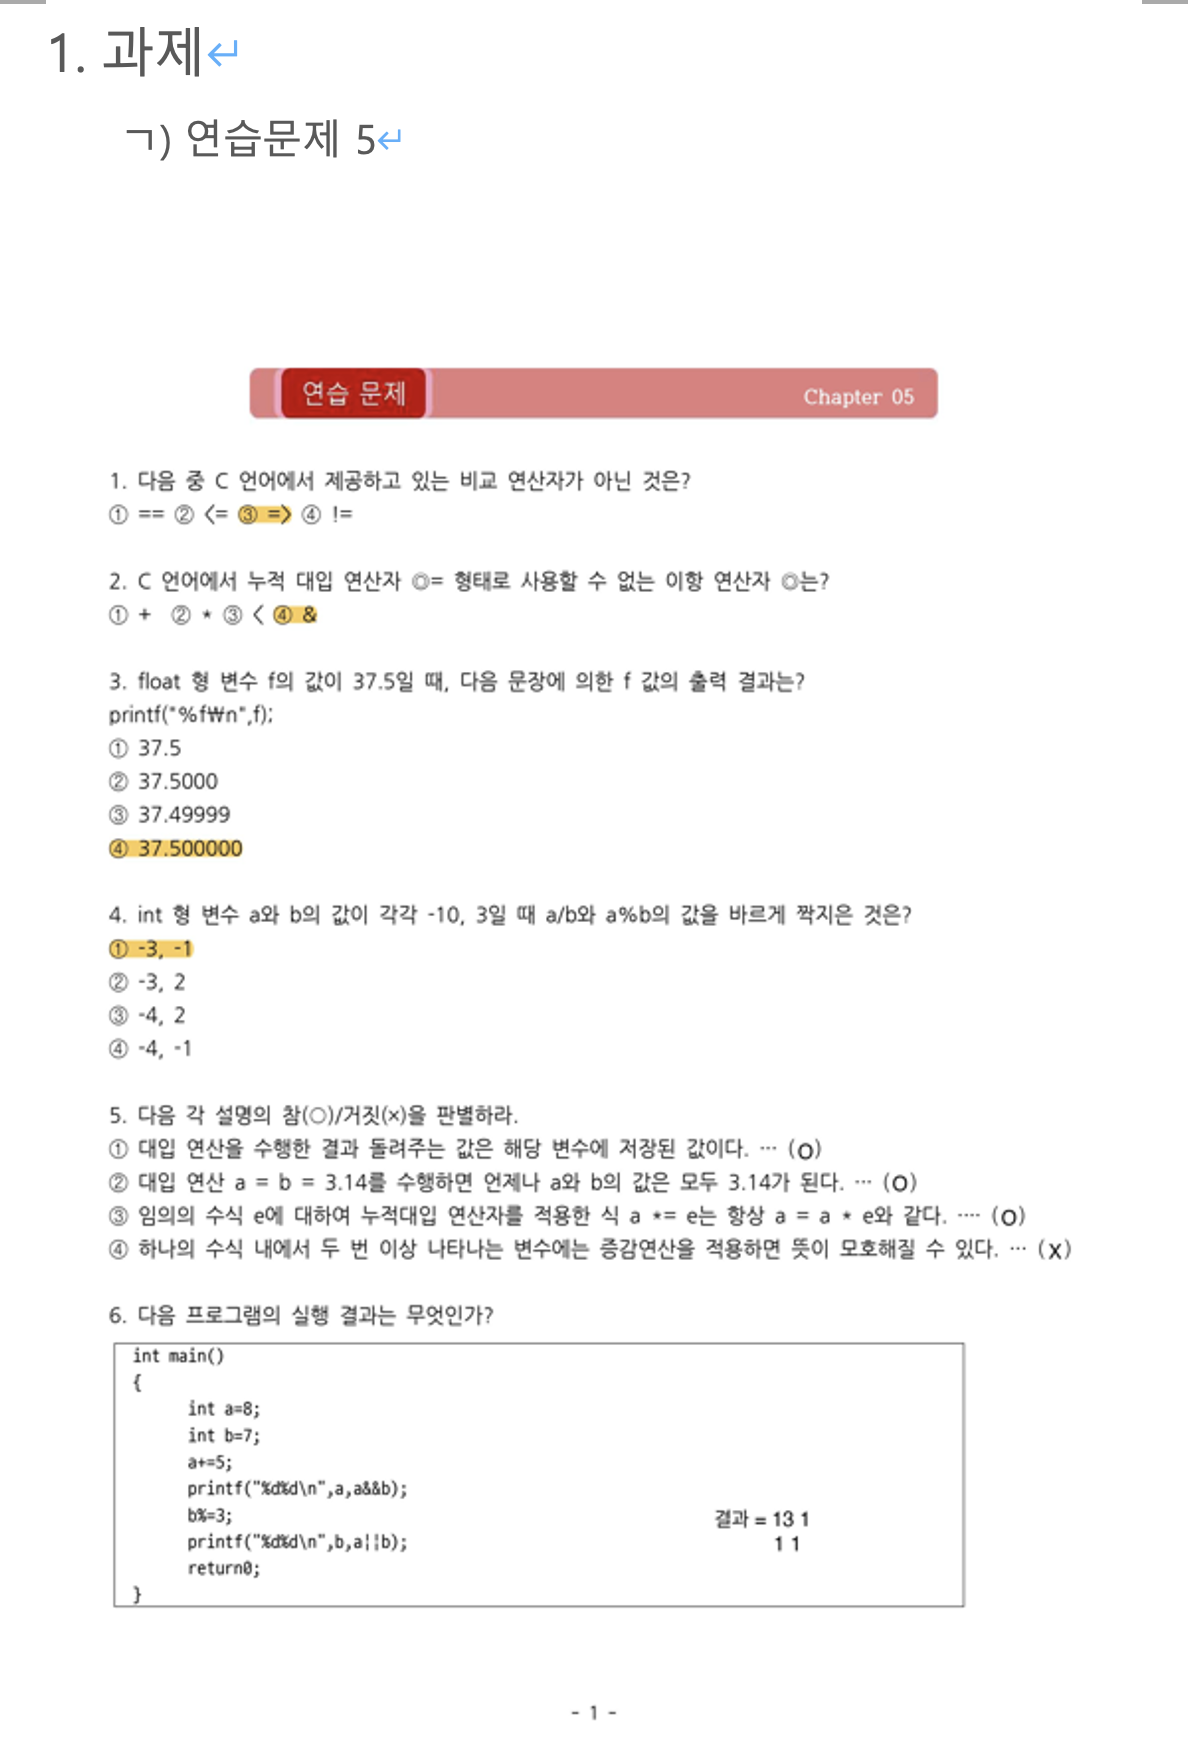 1. 과제↵
ㄱ) 연습문제 5↵
연습 문제
Chapter 05
1. 다음 중 C 언어에서 제공하고 있는 비교 연산자가 아닌 것은?
① == ② <= ③ => ④ !=
2. C 언어에서 누적 대입 연산자 ◎= 형태로 사용할 수 없는 이항 연산자 ◎는?
① + ② * ③ < ④ &
3. float 형 변수 f의 값이 37.5일 때, 다음 문장에 의한 f 값의 출력 결과는?
printf("%f₩n",f);
① 37.5
② 37.5000
③ 37.49999
④ 37.500000
4. int 형 변수 a와 b의 값이 각각 -10, 3일 때 a/b와 a%b의 값을 바르게 짝지은 것은?
① -3, -1
② -3, 2
③ -4, 2
④ -4, -1
5. 다음 각 설명의 참(○)/거짓(×)을 판별하라.
① 대입 연산을 수행한 결과 돌려주는 값은 해당 변수에 저장된 값이다. … (o)
② 대입 연산 a = b = 3.14를 수행하면 언제나 a와 b의 값은 모두 3.14가 된다. … (o)
③ 임의의 수식 e에 대하여 누적대입 연산자를 적용한 식 a *= e는 항상 a = a * e와 같다. …. (o)
④ 하나의 수식 내에서 두 번 이상 나타나는 변수에는 증감연산을 적용하면 뜻이 모호해질 수 있다. … (x)
6. 다음 프로그램의 실행 결과는 무엇인가?
int main()
{
int a=8;
int b=7;
a+=5;
printf("%d%d\n",a,a&&b);
b%=3;
printf("%d%d\n",b,a||b);
return0;
}
결과 = 13 1
1 1
- 1 -